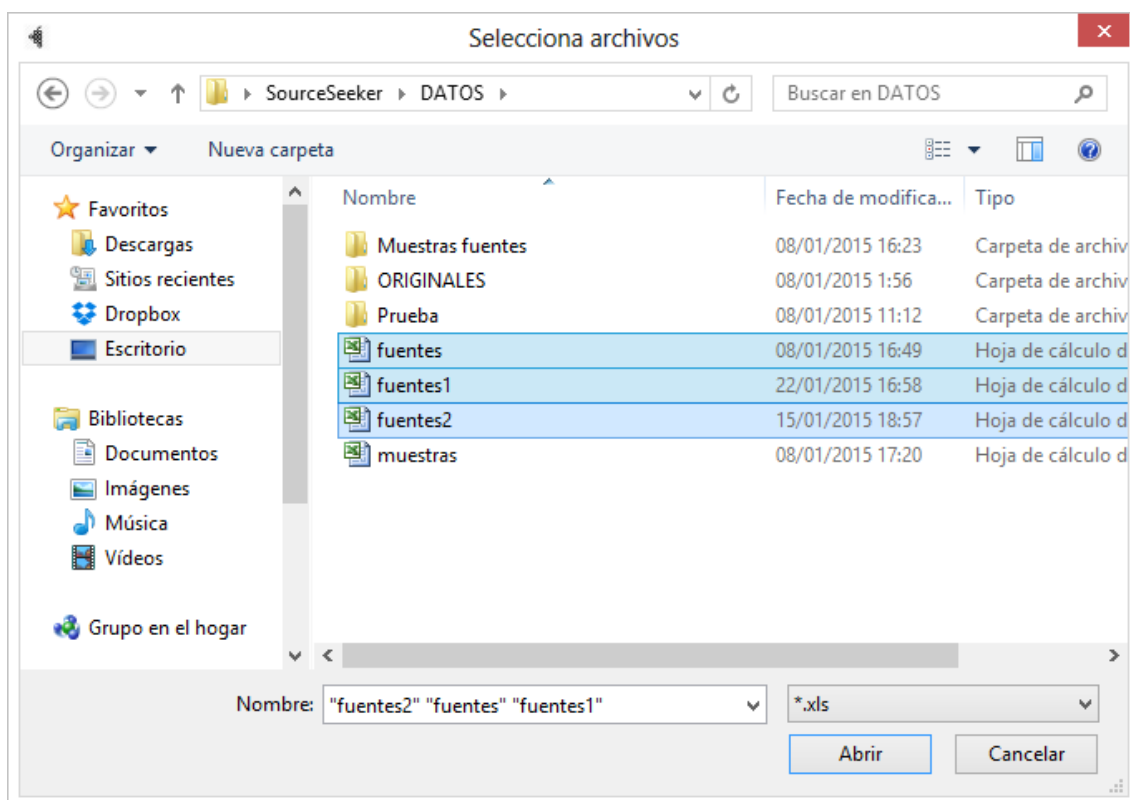 Selecciona archivos
SourceSeeker DATOS
Buscar en DATOS
Organizar Nueva carpeta
Nombre Fecha de modifica... Tipo
Favoritos
Descargas
Sitios recientes
Dropbox
Escritorio
Bibliotecas
Documentos
Imágenes
Música
Vídeos
Grupo en el hogar
Muestras fuentes 08/01/2015 16:23 Carpeta de archiv
ORIGINALES 08/01/2015 1:56 Carpeta de archiv
Prueba 08/01/2015 11:12 Carpeta de archiv
fuentes 08/01/2015 16:49 Hoja de cálculo d
fuentes1 22/01/2015 16:58 Hoja de cálculo d
fuentes2 15/01/2015 18:57 Hoja de cálculo d
muestras 08/01/2015 17:20 Hoja de cálculo d
Nombre: "fuentes2" "fuentes" "fuentes1" *.xls
Abrir Cancelar